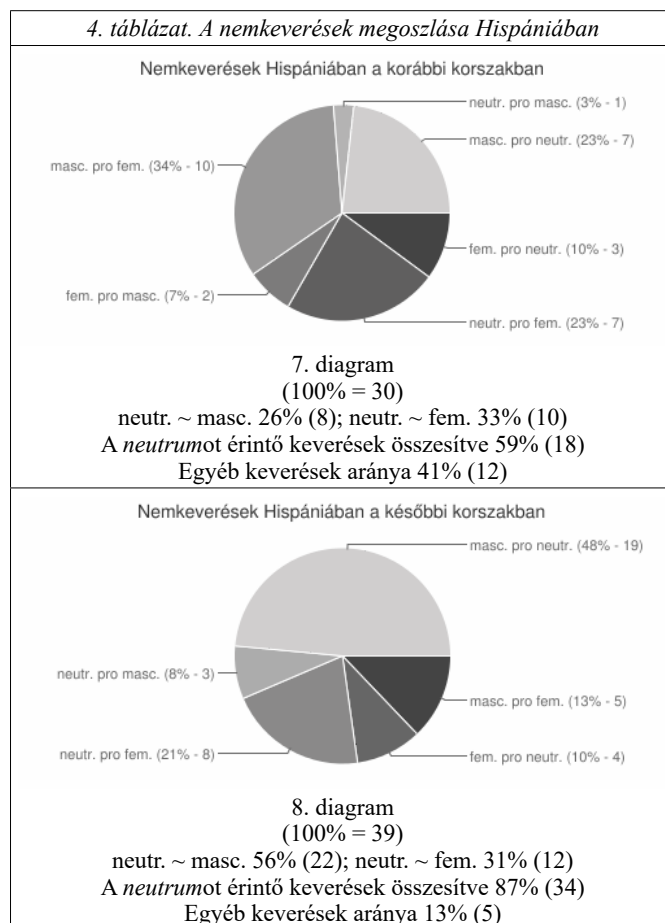 4. táblázat. A nemkeverések megoszlása Hispániában
Nemkeverések Hispániában a korábbi korszakban
neutr. pro masc. (3% - 1)
masc. pro neutr. (23% - 7)
masc. pro fem. (34% - 10)
fem. pro neutr. (10% - 3)
fem. pro masc. (7% - 2)
neutr. pro fem. (23% - 7)
7. diagram
(100% = 30)
neutr. ~ masc. 26% (8); neutr. ~ fem. 33% (10)
A neutrumot érintő keverések összesítve 59% (18)
Egyéb keverések aránya 41% (12)
Nemkeverések Hispániában a későbbi korszakban
masc. pro neutr. (48% - 19)
neutr. pro masc. (8% - 3)
masc. pro fem. (13% - 5)
neutr. pro fem. (21% - 8)
fem. pro neutr. (10% - 4)
8. diagram
(100% = 39)
neutr. ~ masc. 56% (22); neutr. ~ fem. 31% (12)
A neutrumot érintő keverések összesítve 87% (34)
Egyéb keverések aránya 13% (5)